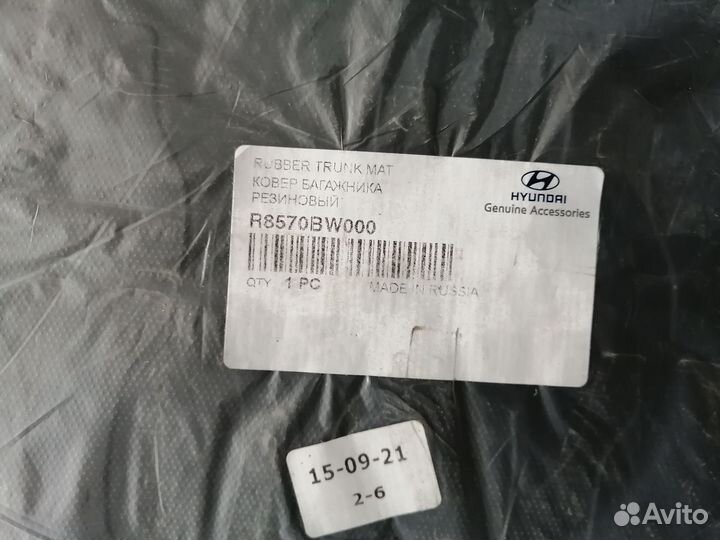 RUBBER TRUNK MAT
КОВЕР БАГАЖНИКА
РЕЗИНОВЫЙ
R8570BW000
QTY 1 PC MADE IN RUSSIA
HYUNDAI
Genuine Accessories
15-09-21
2-6
Avito